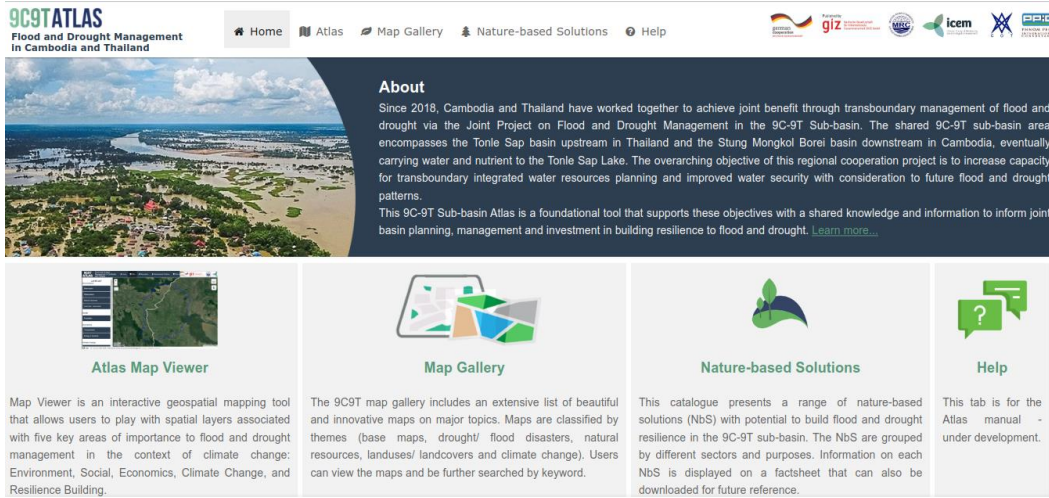 9C9TATLAS
Flood and Drought Management
in Cambodia and Thailand
Home
Atlas
Map Gallery
Nature-based Solutions
Help
german
cooperation
giz
MRC
icem
About
Since 2018, Cambodia and Thailand have worked together to achieve joint benefit through transboundary management of flood and
drought via the Joint Project on Flood and Drought Management in the 9C-9T Sub-basin. The shared 9C-9T sub-basin area
encompasses the Tonle Sap basin upstream in Thailand and the Stung Mongkol Borei basin downstream in Cambodia, eventually
carrying water and nutrient to the Tonle Sap Lake. The overarching objective of this regional cooperation project is to increase capacity
for transboundary integrated water resources planning and improved water security with consideration to future flood and drought
patterns.
This 9C-9T Sub-basin Atlas is a foundational tool that supports these objectives with a shared knowledge and information to inform joint
basin planning, management and investment in building resilience to flood and drought. Learn more...
Atlas Map Viewer
Map Viewer is an interactive geospatial mapping tool
that allows users to play with spatial layers associated
with five key areas of importance to flood and drought
management in the context of climate change:
Environment, Social, Economics, Climate Change, and
Resilience Building.
Map Gallery
The 9C9T map gallery includes an extensive list of beautiful
and innovative maps on major topics. Maps are classified by
themes (base maps, drought/ flood disasters, natural
resources, landuses/ landcovers and climate change). Users
can view the maps and be further searched by keyword.
Nature-based Solutions
This catalogue presents a range of nature-based
solutions (NbS) with potential to build flood and drought
resilience in the 9C-9T sub-basin. The NbS are grouped
by different sectors and purposes. Information on each
NbS is displayed on a factsheet that can also be
downloaded for future reference.
?
Help
This tab is for the
Atlas manual -
under development.